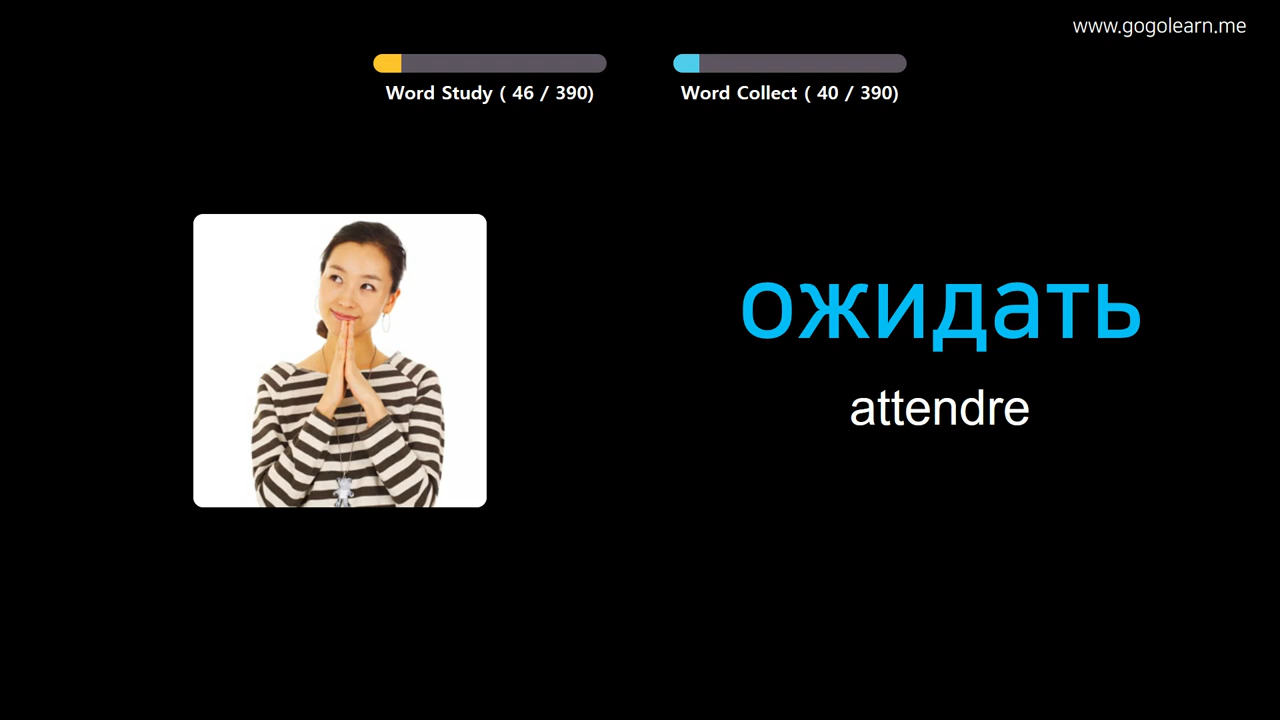 www.gogolearn.me
Word Study ( 46 / 390)
Word Collect ( 40 / 390)
ожидать
attendre